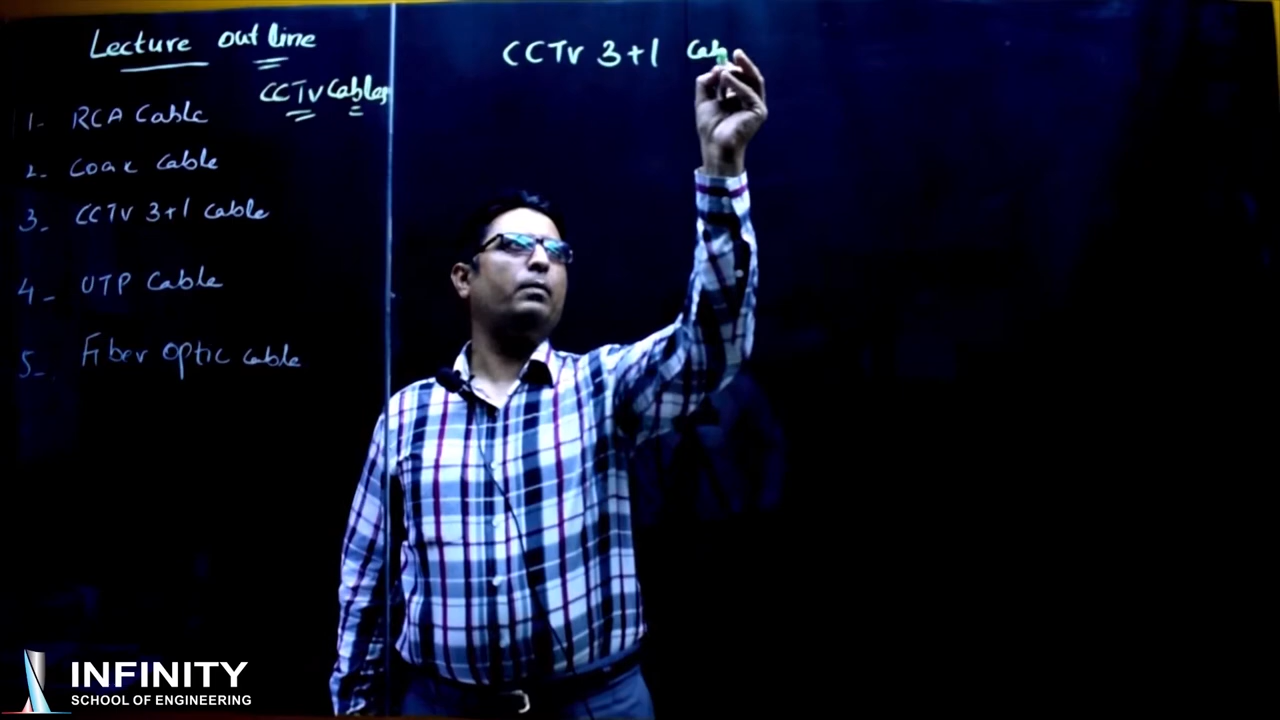 Lecture out line
CCTV Cables
1- RCA Cable
2- Coax Cable
3- CCTV 3+1 Cable
4- UTP Cable
5- Fiber Optic cable
CCTV 3+1 Cab
INFINITY
SCHOOL OF ENGINEERING